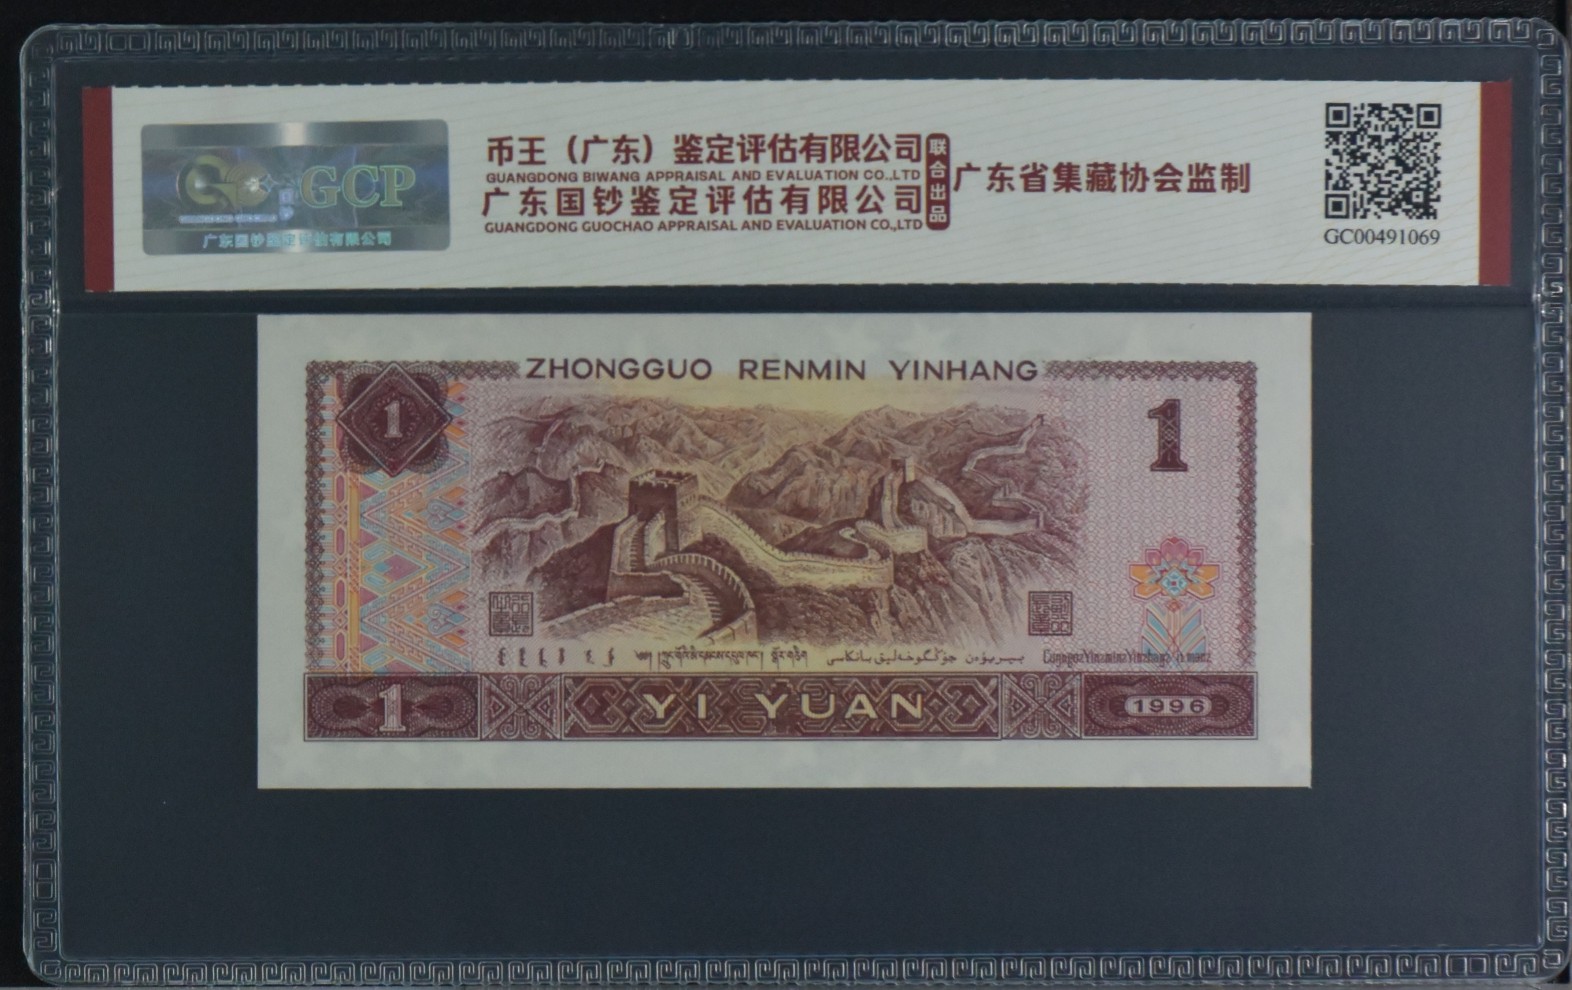 GCP
广东国钞鉴定评估有限公司
币王（广东）鉴定评估有限公司
GUANGDONG BIWANG APPRAISAL AND EVALUATION CO.,LTD
广东国钞鉴定评估有限公司
GUANGDONG GUOCHAO APPRAISAL AND EVALUATION CO.,LTD
联合出品
广东省集藏协会监制
GC00491069
ZHONGGUO RENMIN YINHANG
1
1
1
YI YUAN
1996